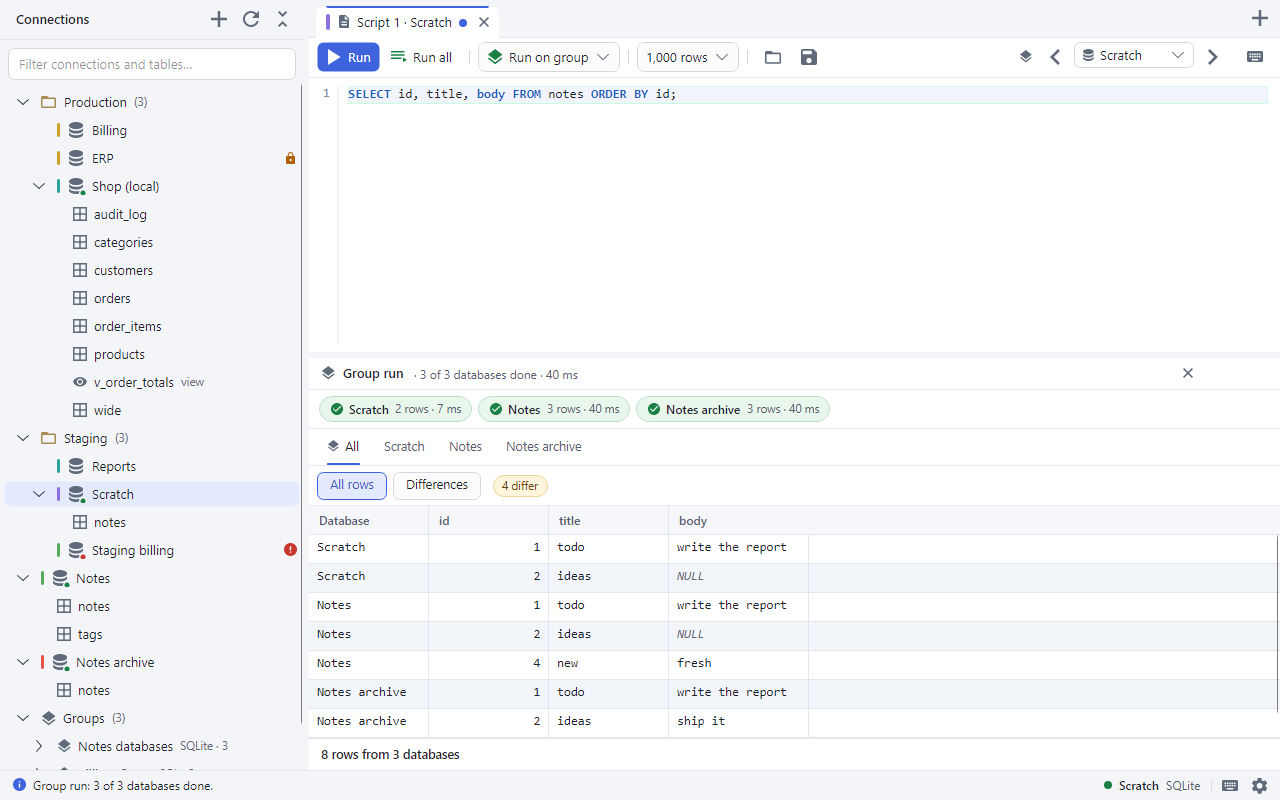 Connections
Script 1 · Scratch
Filter connections and tables...
Run
Run all
Run on group
1,000 rows
Scratch
1
SELECT id, title, body FROM notes ORDER BY id;
Production (3)
Billing
ERP
Shop (local)
audit_log
categories
customers
orders
order_items
products
v_order_totals view
wide
Staging (3)
Reports
Scratch
notes
Staging billing
Notes
notes
tags
Notes archive
notes
Groups (3)
Notes databases SQLite · 3
Group run · 3 of 3 databases done · 40 ms
Scratch 2 rows · 7 ms
Notes 3 rows · 40 ms
Notes archive 3 rows · 40 ms
All Scratch Notes Notes archive
All rows Differences 4 differ
Database id title body
Scratch 1 todo write the report
Scratch 2 ideas NULL
Notes 1 todo write the report
Notes 2 ideas NULL
Notes 4 new fresh
Notes archive 1 todo write the report
Notes archive 2 ideas ship it
8 rows from 3 databases
Group run: 3 of 3 databases done.
Scratch SQLite